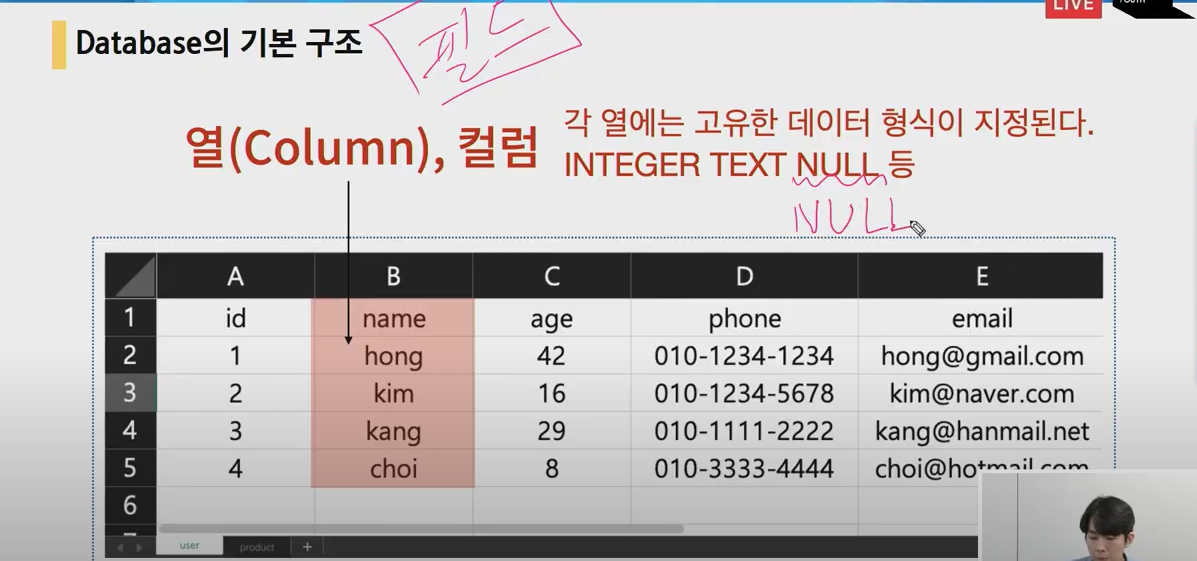 LIVE
Database의 기본 구조
필드
열(Column), 컬럼
각 열에는 고유한 데이터 형식이 지정된다.
INTEGER TEXT NULL 등
NULL
A B C D E
1 id name age phone email
2 1 hong 42 010-1234-1234 hong@gmail.com
3 2 kim 16 010-1234-5678 kim@naver.com
4 3 kang 29 010-1111-2222 kang@hanmail.net
5 4 choi 8 010-3333-4444 choi@hotmail.com
6
user product +